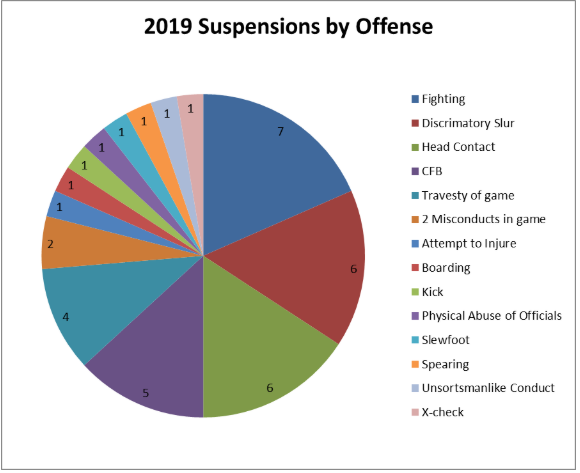 2019 Suspensions by Offense
7
6
6
5
4
2
1
1
1
1
1
1
1
1
Fighting
Discrimatory Slur
Head Contact
CFB
Travesty of game
2 Misconducts in game
Attempt to Injure
Boarding
Kick
Physical Abuse of Officials
Slewfoot
Spearing
Unsortsmanlike Conduct
X-check